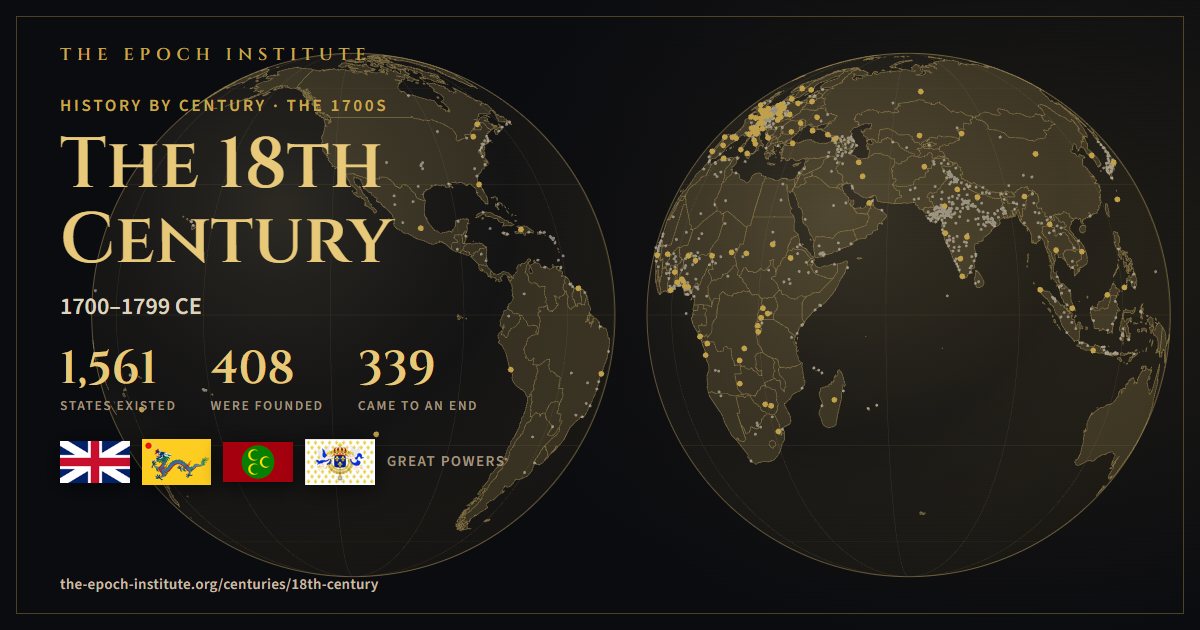 THE EPOCH INSTITUTE
HISTORY BY CENTURY · THE 1700S
THE 18TH
CENTURY
1700–1799 CE
1,561 408 339
STATES EXISTED WERE FOUNDED CAME TO AN END
GREAT POWERS
the-epoch-institute.org/centuries/18th-century